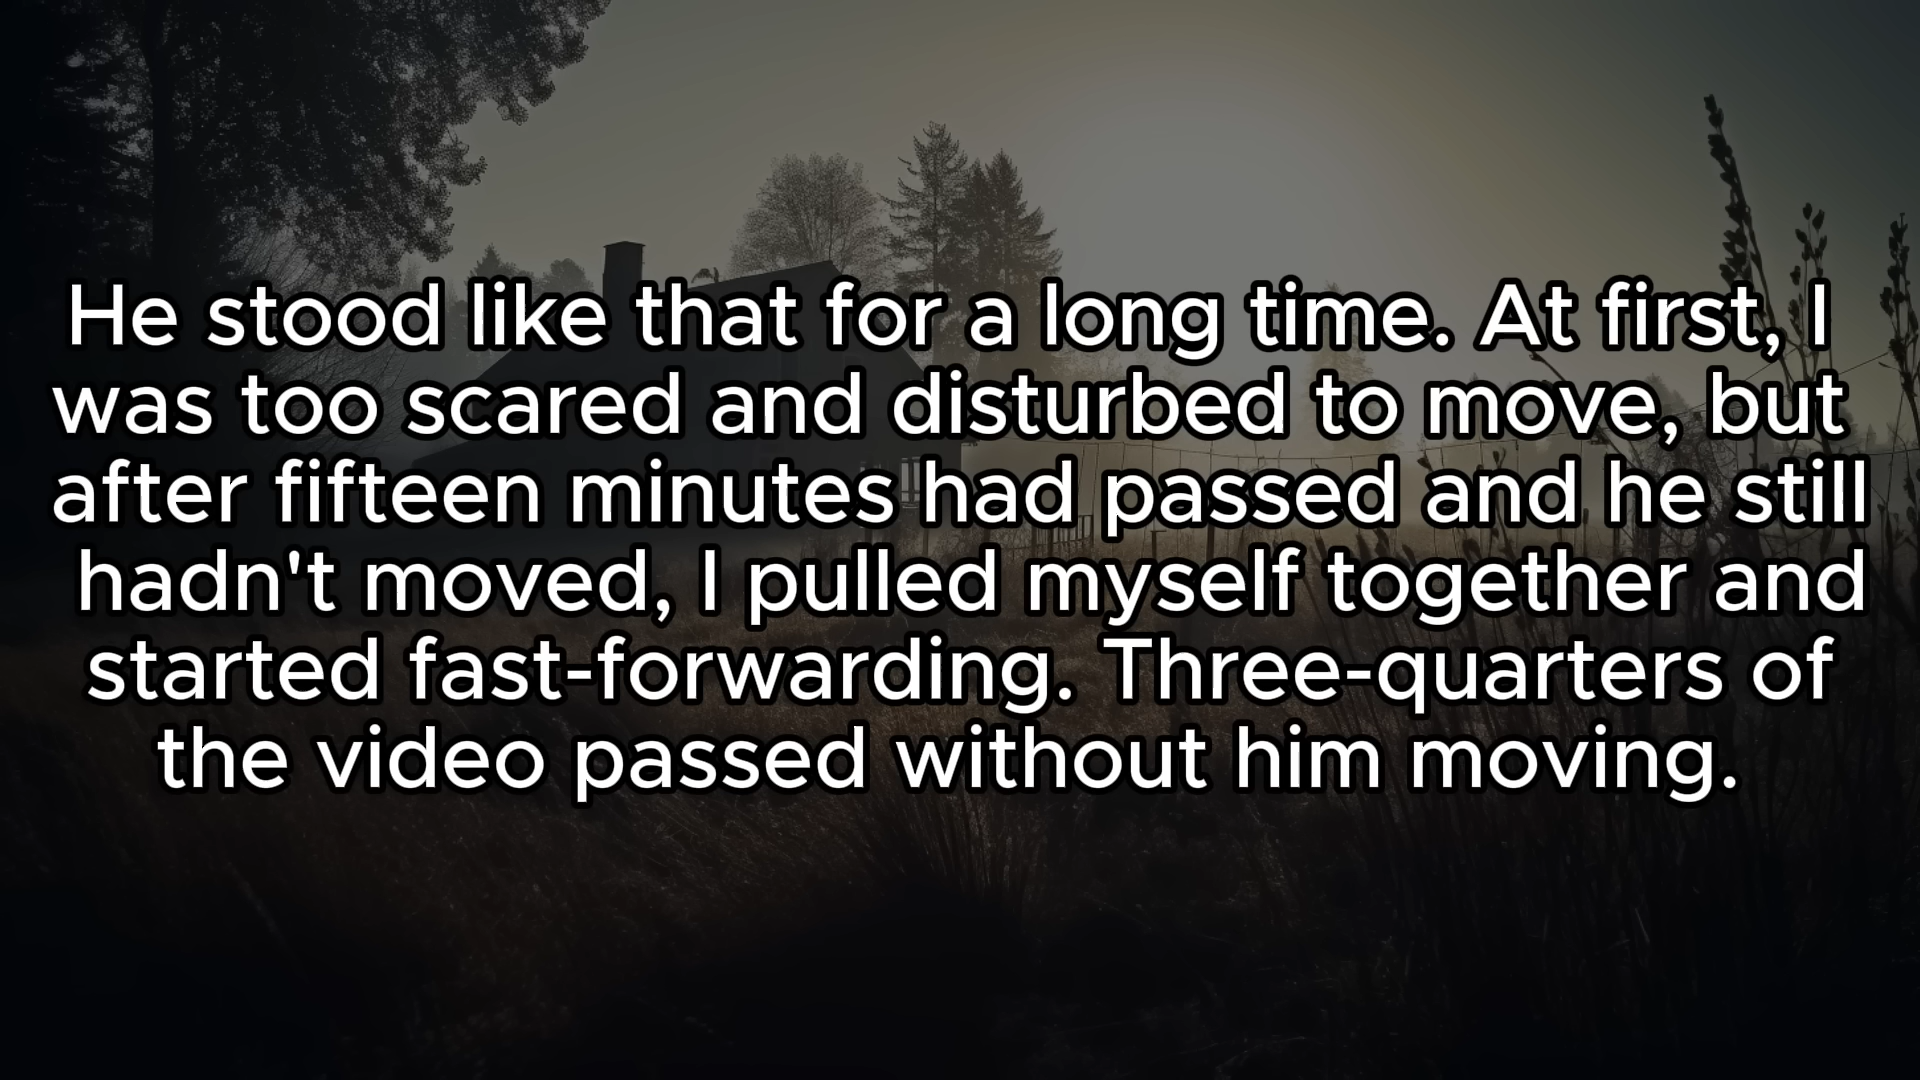 He stood like that for a long time. At first, I
was too scared and disturbed to move, but
after fifteen minutes had passed and he still
hadn't moved, I pulled myself together and
started fast-forwarding. Three-quarters of
the video passed without him moving.